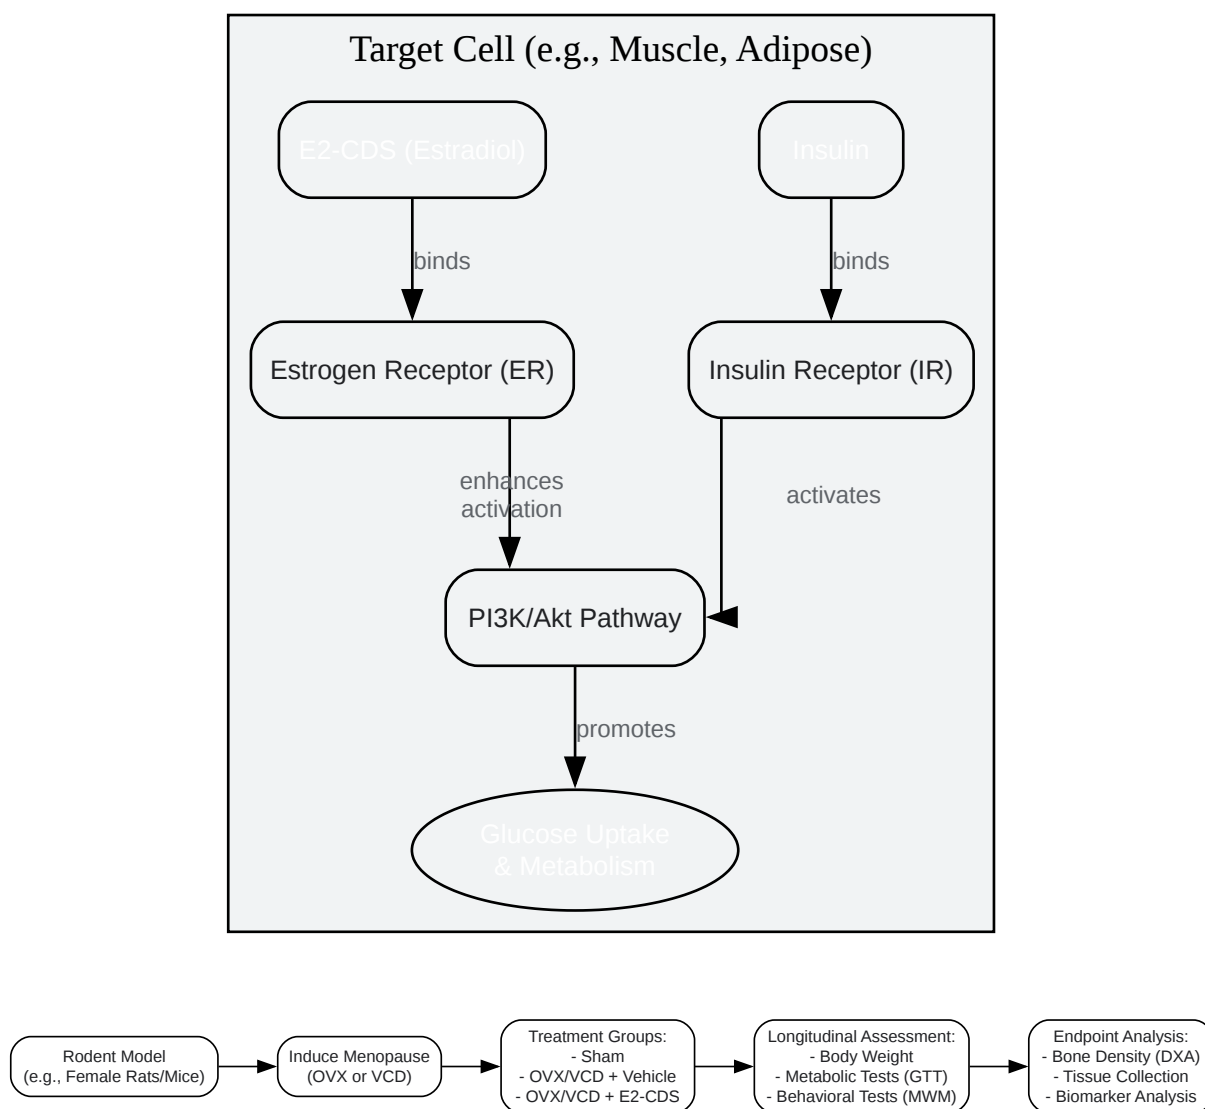 Target Cell (e.g., Muscle, Adipose)
E2-CDS (Estradiol)
Insulin
binds
binds
Estrogen Receptor (ER)
Insulin Receptor (IR)
enhances
activation
activates
PI3K/Akt Pathway
promotes
Glucose Uptake
& Metabolism
Rodent Model
(e.g., Female Rats/Mice)
Induce Menopause
(OVX or VCD)
Treatment Groups:
- Sham
- OVX/VCD + Vehicle
- OVX/VCD + E2-CDS
Longitudinal Assessment:
- Body Weight
- Metabolic Tests (GTT)
- Behavioral Tests (MWM)
Endpoint Analysis:
- Bone Density (DXA)
- Tissue Collection
- Biomarker Analysis